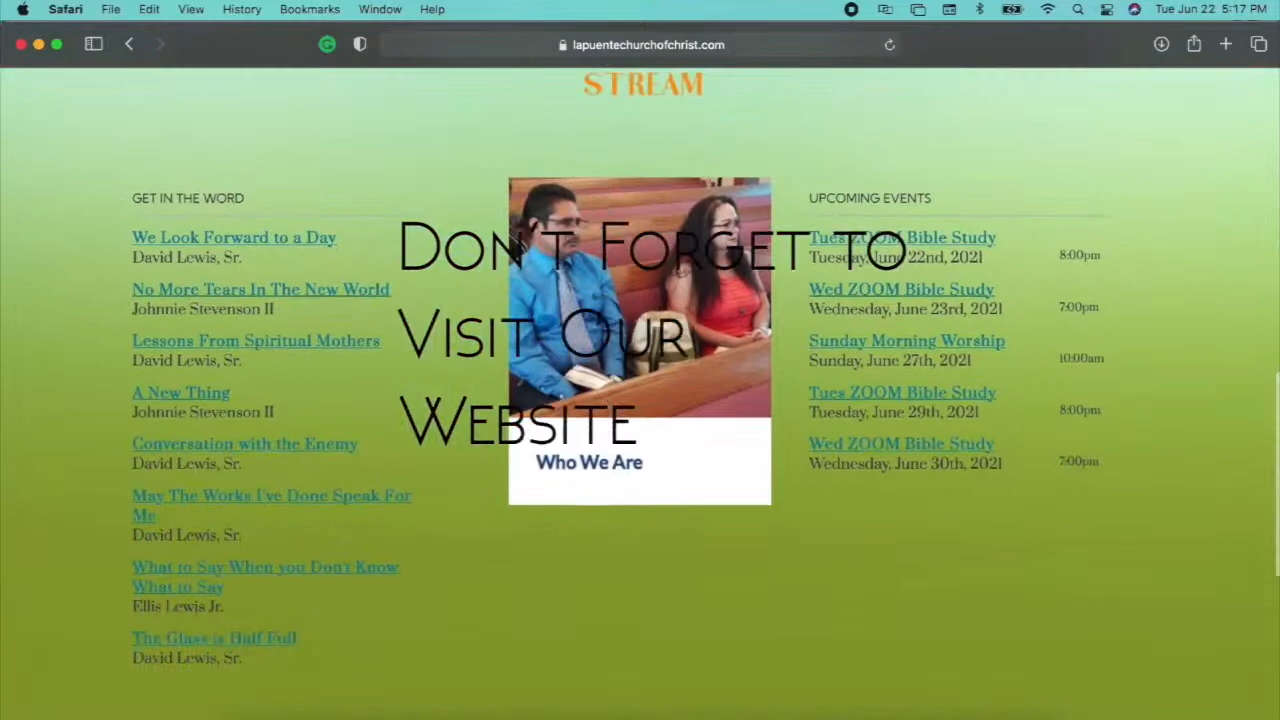 Safari File Edit View History Bookmarks Window Help Tue Jun 22 5:17 PM
lapuentechurchofchrist.com
STREAM
GET IN THE WORD
We Look Forward to a Day
David Lewis, Sr.
No More Tears In The New World
Johnnie Stevenson II
Lessons From Spiritual Mothers
David Lewis, Sr.
A New Thing
Johnnie Stevenson II
Conversation with the Enemy
David Lewis, Sr.
May The Works I've Done Speak For
Me
David Lewis, Sr.
What to Say When you Don't Know
What to Say
Ellis Lewis Jr.
The Glass is Half Full
David Lewis, Sr.
Don't Forget to
Visit Our
Website
Who We Are
UPCOMING EVENTS
Tues ZOOM Bible Study
Tuesday, June 22nd, 2021 8:00pm
Wed ZOOM Bible Study
Wednesday, June 23rd, 2021 7:00pm
Sunday Morning Worship
Sunday, June 27th, 2021 10:00am
Tues ZOOM Bible Study
Tuesday, June 29th, 2021 8:00pm
Wed ZOOM Bible Study
Wednesday, June 30th, 2021 7:00pm